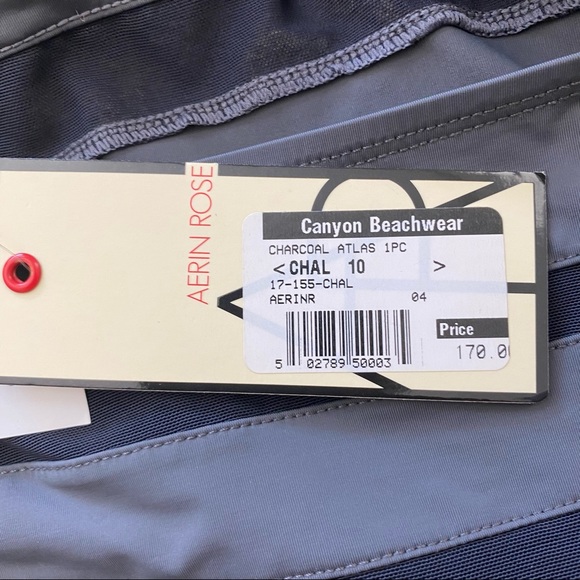 AERIN ROSE
Canyon Beachwear
CHARCOAL ATLAS 1PC
<CHAL 10 >
17-155-CHAL
AERINR 04
Price
170.0
5 02789 50003